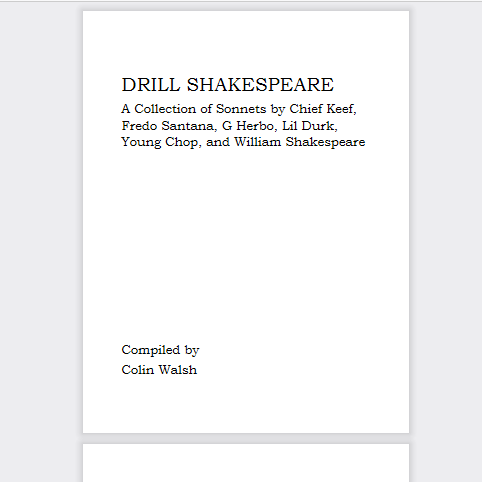 DRILL SHAKESPEARE
A Collection of Sonnets by Chief Keef,
Fredo Santana, G Herbo, Lil Durk,
Young Chop, and William Shakespeare
Compiled by
Colin Walsh